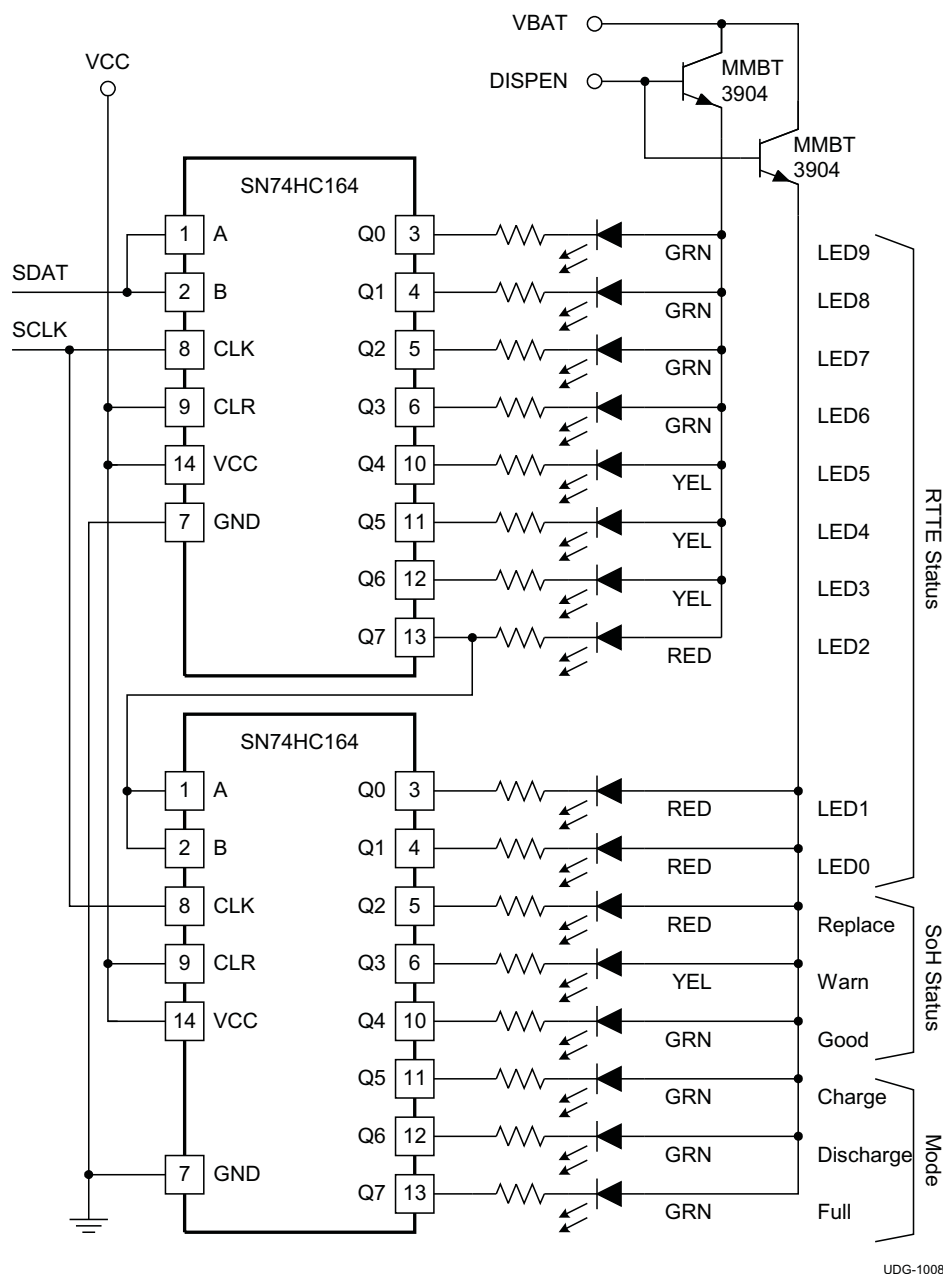 VBAT
VCC
MMBT
3904
DISPEN
MMBT
3904
SN74HC164
1 A Q0 3 GRN LED9
SDAT
2 B Q1 4 GRN LED8
SCLK
8 CLK Q2 5 GRN LED7
9 CLR Q3 6 GRN LED6
14 VCC Q4 10 YEL LED5
7 GND Q5 11 YEL LED4
Q6 12 YEL LED3
Q7 13 RED LED2
RTTE Status
SN74HC164
1 A Q0 3 RED LED1
2 B Q1 4 RED LED0
8 CLK Q2 5 RED Replace
9 CLR Q3 6 YEL Warn
14 VCC Q4 10 GRN Good
SoH Status
Q5 11 GRN Charge
Q6 12 GRN Discharge
7 GND Q7 13 GRN Full
Mode
UDG-1008